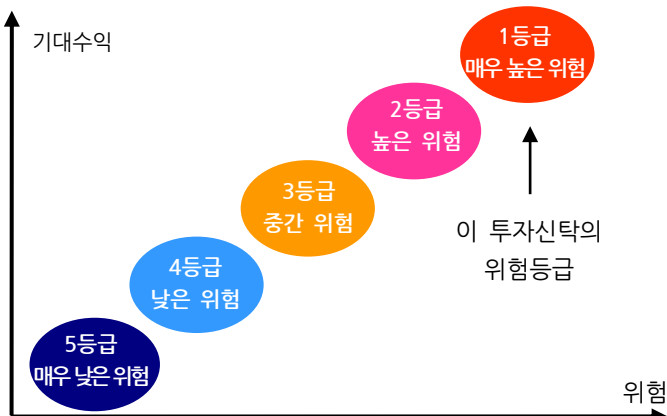 기대수익
1등급
매우 높은 위험
2등급
높은 위험
3등급
중간 위험
이 투자신탁의
위험등급
4등급
낮은 위험
5등급
매우 낮은 위험
위험